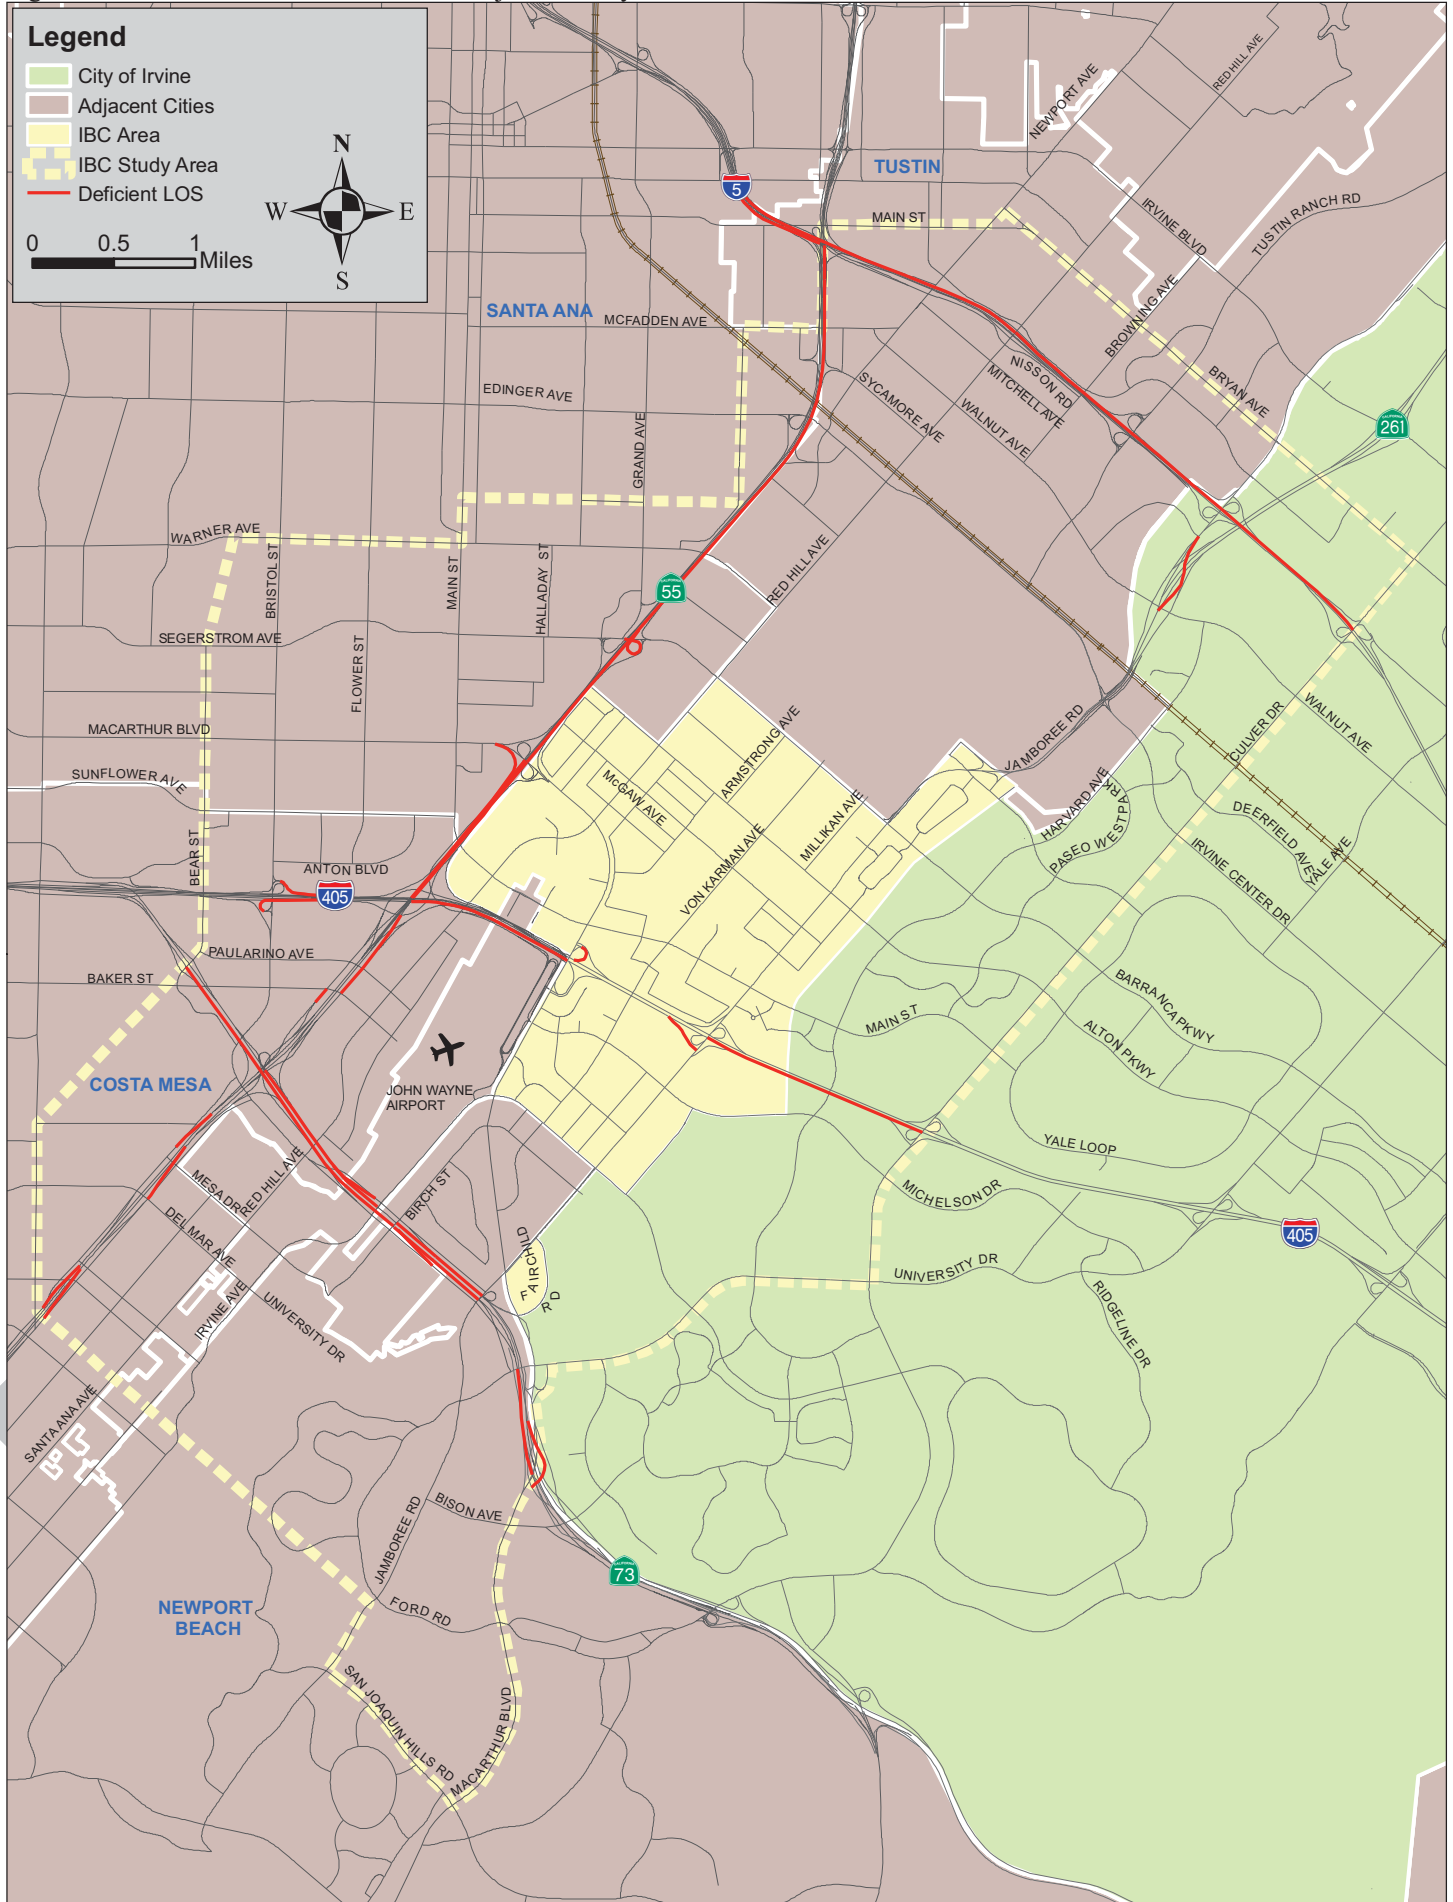 Legend
City of Irvine
Adjacent Cities
IBC Area
IBC Study Area
Deficient LOS
N
W
E
S
0
0.5
1
Miles
RED HILL AVE
NEWPORT AVE
TUSTIN
5
MAIN ST
IRVINE BLVD
TUSTIN RANCH RD
SANTA ANA
MCFADDEN AVE
BROWNING AVE
EDINGER AVE
SYCAMORE AVE
NISSON RD
MITCHELL AVE
WALNUT AVE
BRYAN AVE
CALIFORNIA
261
GRAND AVE
WARNER AVE
BRISTOL ST
MAIN ST
HALLADAY ST
RED HILL AVE
CALIFORNIA
55
SEGERSTROM AVE
FLOWER ST
MACARTHUR BLVD
SUNFLOWER AVE
McGAW AVE
ARMSTRONG AVE
JAMBOREE RD
CULVER DR
WALNUT AVE
HARVARD AVE
PASEO WESTPARK
DEERFIELD AVE
YALE AVE
IRVINE CENTER DR
VON KARMAN AVE
MILLIKAN AVE
BEAR ST
ANTON BLVD
405
PAULARINO AVE
BAKER ST
MAIN ST
BARRANCA PKWY
ALTON PKWY
COSTA MESA
JOHN WAYNE
AIRPORT
YALE LOOP
MESA DR
RED HILL AVE
BIRCH ST
MICHELSON DR
DEL MAR AVE
FAIRCHILD
RD
405
UNIVERSITY DR
IRVINE AVE
UNIVERSITY DR
RIDGELINE DR
SANTA ANA AVE
BISON AVE
JAMBOREE RD
CALIFORNIA
73
NEWPORT
BEACH
FORD RD
SAN JOAQUIN HILLS RD
MACARTHUR BLVD